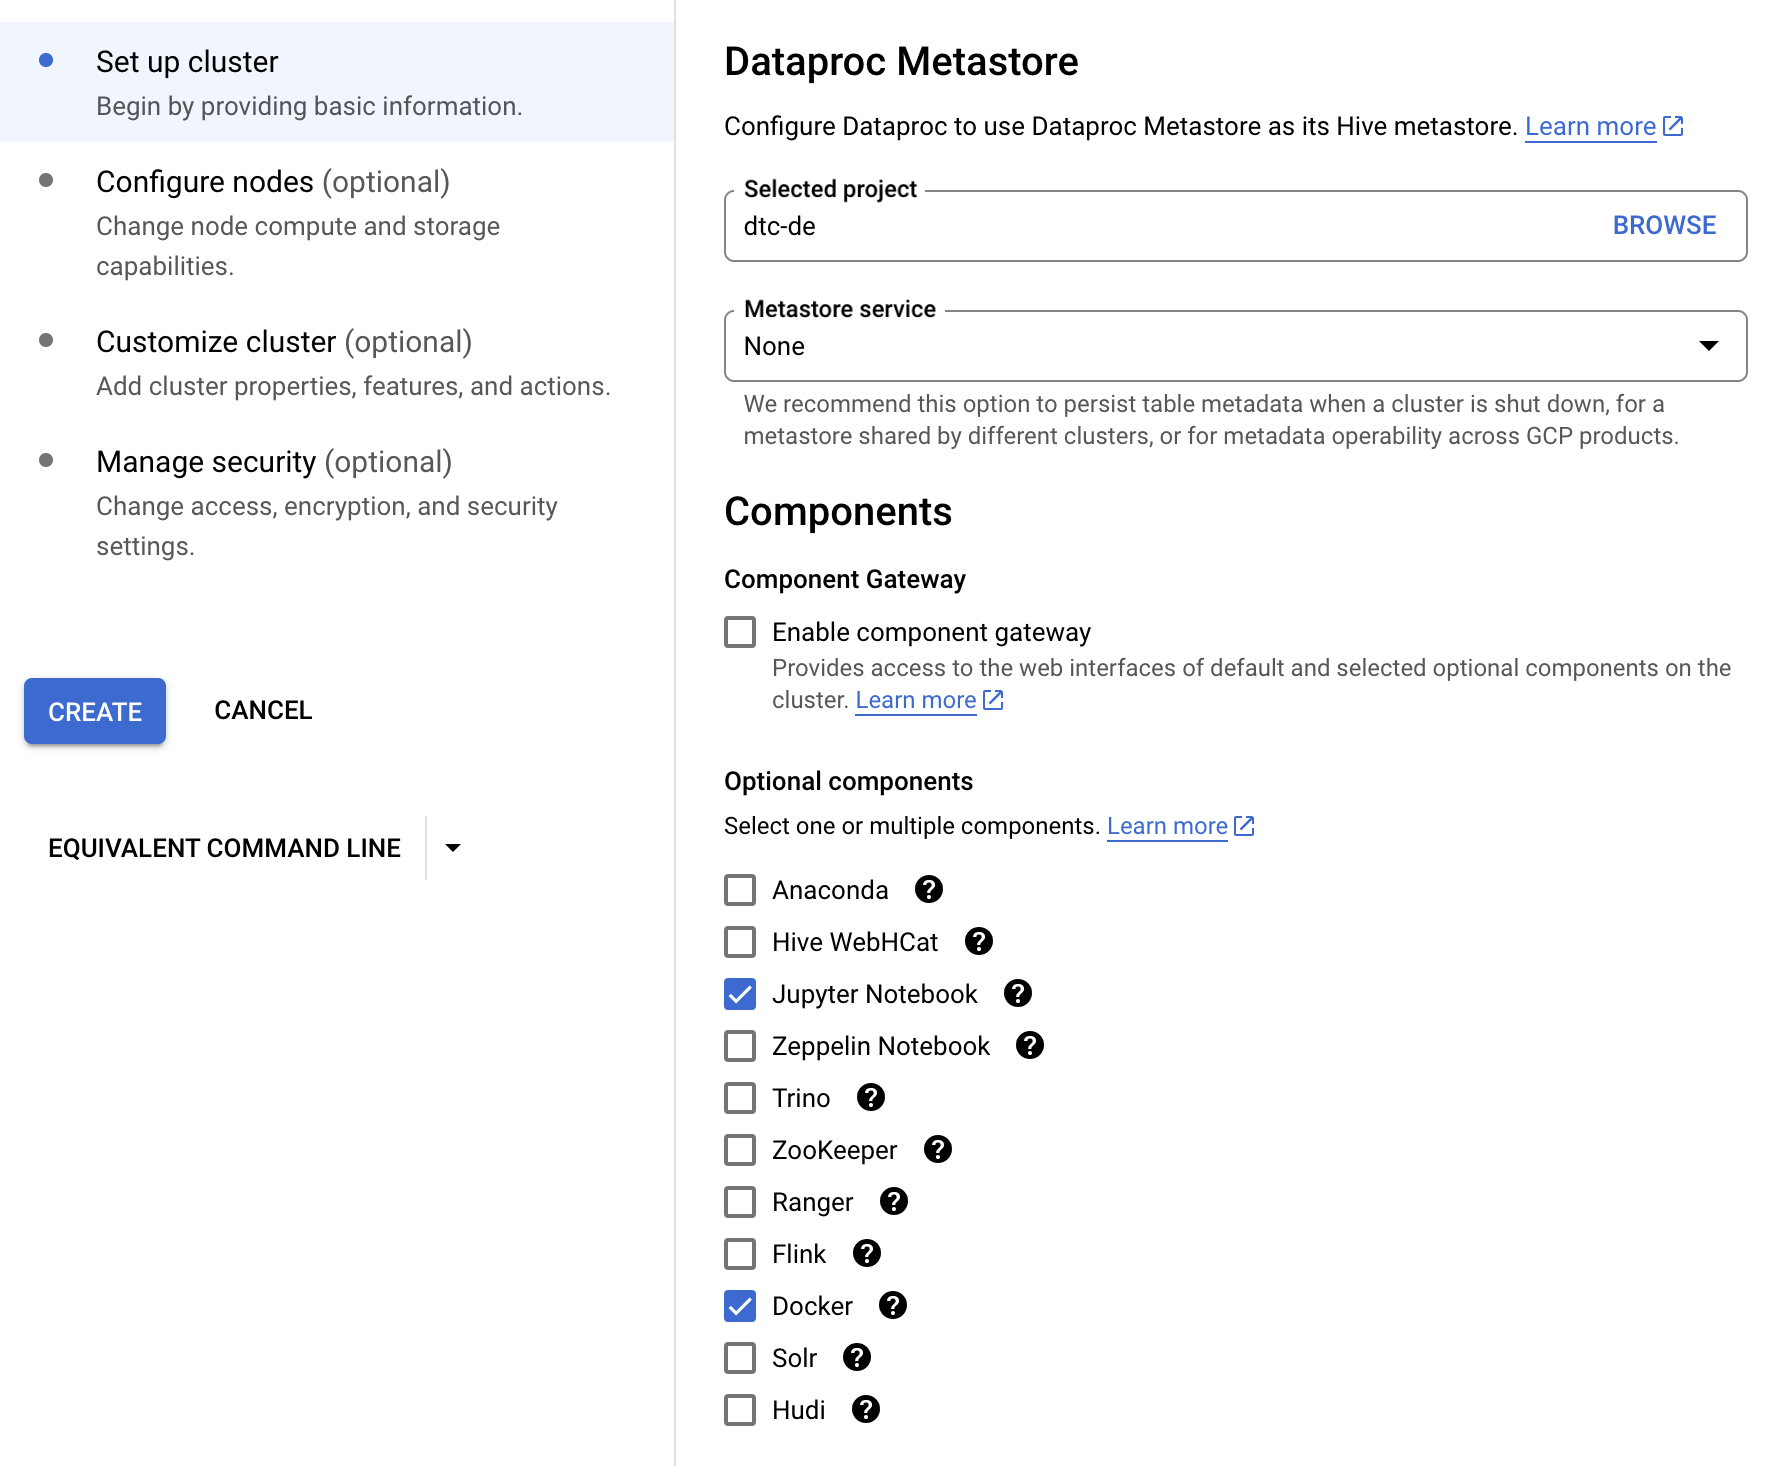 Set up cluster
Begin by providing basic information.
Configure nodes (optional)
Change node compute and storage
capabilities.
Customize cluster (optional)
Add cluster properties, features, and actions.
Manage security (optional)
Change access, encryption, and security
settings.
CREATE
CANCEL
EQUIVALENT COMMAND LINE
Dataproc Metastore
Configure Dataproc to use Dataproc Metastore as its Hive metastore. Learn more
Selected project
dtc-de
BROWSE
Metastore service
None
We recommend this option to persist table metadata when a cluster is shut down, for a
metastore shared by different clusters, or for metadata operability across GCP products.
Components
Component Gateway
Enable component gateway
Provides access to the web interfaces of default and selected optional components on the
cluster. Learn more
Optional components
Select one or multiple components. Learn more
Anaconda
Hive WebHCat
Jupyter Notebook
Zeppelin Notebook
Trino
ZooKeeper
Ranger
Flink
Docker
Solr
Hudi